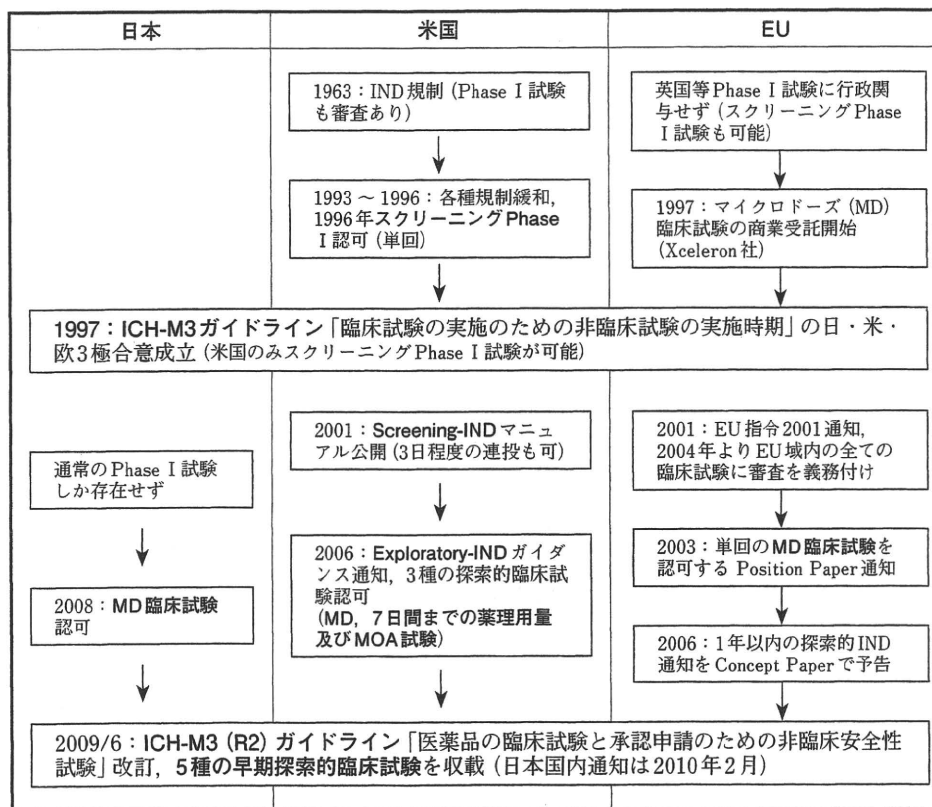 日本
米国
EU
1963：IND規制（Phase Ⅰ試験
も審査あり）
英国等Phase Ⅰ試験に行政関
与せず（スクリーニングPhase
Ⅰ試験も可能）
1993～1996：各種規制緩和，
1996年スクリーニングPhase
Ⅰ認可（単回）
1997：マイクロドーズ（MD）
臨床試験の商業受託開始
（Xceleron社）
1997：ICH-M3ガイドライン「臨床試験の実施のための非臨床試験の実施時期」の日・米・
欧3極合意成立（米国のみスクリーニングPhase Ⅰ試験が可能）
通常のPhase Ⅰ試験
しか存在せず
2008：MD臨床試験
認可
2001：Screening-INDマニュ
アル公開（3日程度の連投も可）
2006：Exploratory-INDガイダ
ンス通知，3種の探索的臨床試
験認可
（MD，7日間までの薬理用量
及びMOA試験）
2001：EU指令2001通知，
2004年よりEU域内の全ての
臨床試験に審査を義務付け
2003：単回のMD臨床試験を
認可する Position Paper通知
2006：1年以内の探索的IND
通知をConcept Paperで予告
2009/6：ICH-M3（R2）ガイドライン「医薬品の臨床試験と承認申請のための非臨床安全性
試験」改訂，5種の早期探索的臨床試験を収載（日本国内通知は2010年2月）